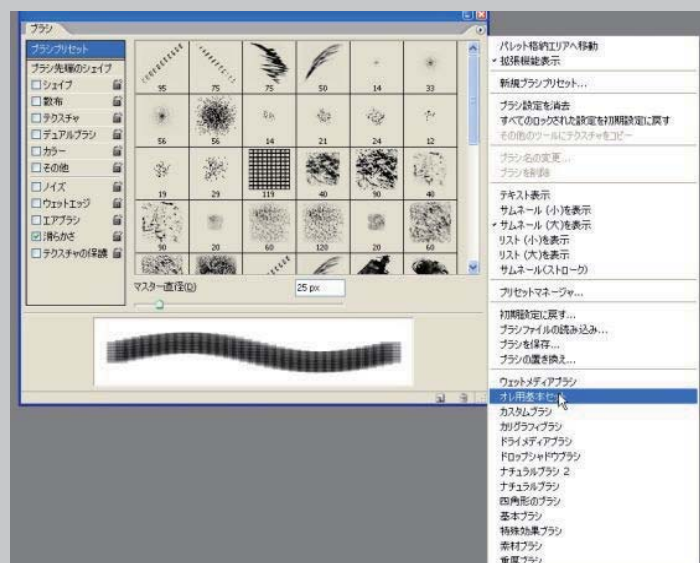 ブラシ
ブラシプリセット
ブラシ先端のシェイプ
シェイプ
散布
テクスチャ
デュアルブラシ
カラー
その他
ノイズ
ウェットエッジ
エアブラシ
滑らかさ
テクスチャの保護
95 75 75 50 14 33
56 56 14 21 24 12
19 29 119 40 90 40
90 20 60 120 20 60
マスター直径(D) 25 px
パレット格納エリアへ移動
拡張機能表示
新規ブラシプリセット...
ブラシ設定を消去
すべてのロックされた設定を初期設定に戻す
その他のツールにテクスチャをコピー
ブラシ名の変更...
ブラシを削除
テキスト表示
サムネール (小)を表示
サムネール (大)を表示
リスト (小)を表示
リスト (大)を表示
サムネール(ストローク)
プリセットマネージャ...
初期設定に戻す...
ブラシファイルの読み込み...
ブラシを保存...
ブラシの置き換え...
ウェットメディアブラシ
オレ用基本セット
カスタムブラシ
カリグラフィブラシ
ドライメディアブラシ
ドロップシャドウブラシ
ナチュラルブラシ 2
ナチュラルブラシ
四角形のブラシ
基本ブラシ
特殊効果ブラシ
素材ブラシ
重厚ブラシ